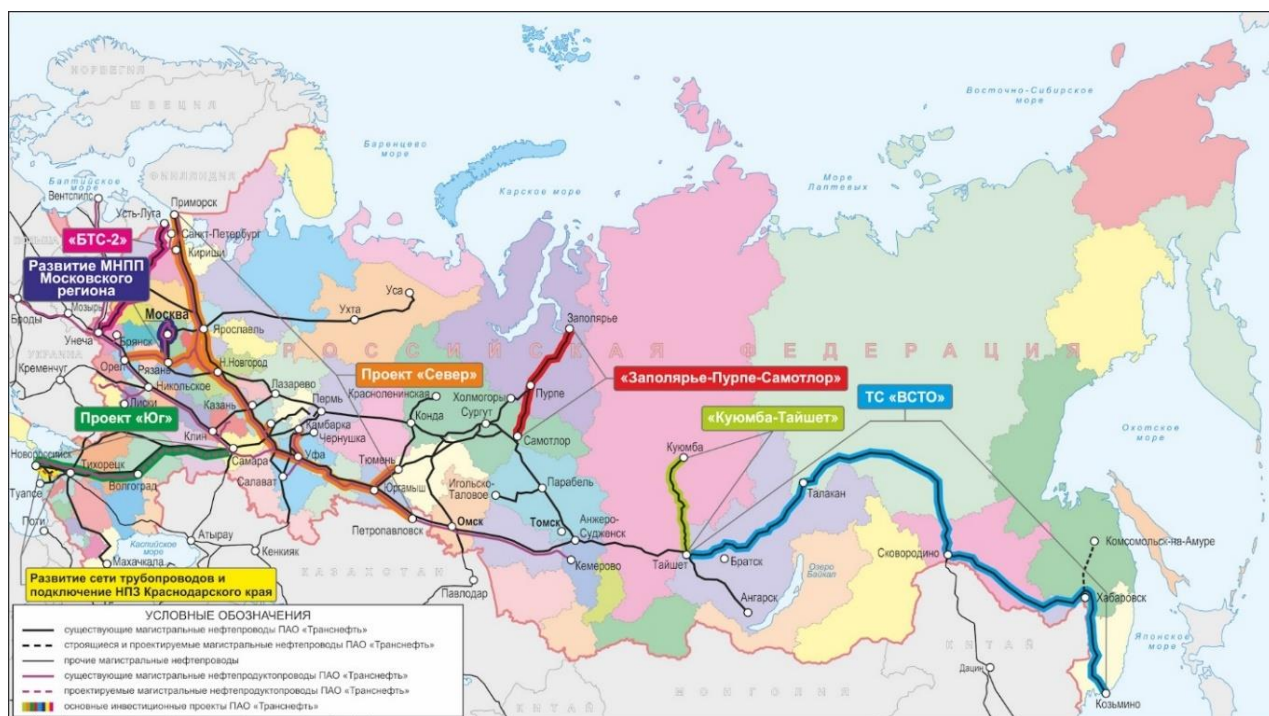 НОРВЕГИЯ
ШВЕЦИЯ
ФИНЛЯНДИЯ
Балтийское
море
Баренцево
море
Карское море
Море
Лаптевых
Восточно-Сибирское
море
Охотское
море
Японское
море
Вентспилс
Приморск
Усть-Луга
Санкт-Петербург
Кириши
«БТС-2»
Развитие МНПП
Московского
региона
Москва
Мозырь
Броды
Унеча
Брянск
Ярославль
Ухта
Уса
Заполярье
РОССИЙСКАЯ ФЕДЕРАЦИЯ
УКРАИНА
Кременчуг
Орел
Рязань
Н.Новгород
Никольское
Лиски
Проект «Север»
«Заполярье-Пурпе-Самотлор»
ТС «ВСТО»
«Куюмба-Тайшет»
Лазарево
Пермь
Красноленинская
Холмогоры
Сургут
Пурпе
Проект «Юг»
Казань
Камбарка
Чернушка
Конда
Самотлор
Клин
Куюмба
Новороссийск
Тихорецк
Волгоград
Самара
Уфа
Тюмень
Салават
Юргамыш
Игольско-
Таловое
Парабель
Талакан
Туапсе
Поти
Махачкала
Каспийское
море
Атырау
Кенкияк
Петропавловск
Омск
Томск
Анжеро-
Судженск
Кемерово
Тайшет
Братск
Ангарск
Озеро
Байкал
Сковородино
Комсомольск-на-Амуре
Хабаровск
Козьмино
КАЗАХСТАН
Павлодар
МОНГОЛИЯ
КИТАЙ
КИТАЙ
Дацин
Развитие сети трубопроводов и
подключение НПЗ Краснодарского края
УСЛОВНЫЕ ОБОЗНАЧЕНИЯ
существующие магистральные нефтепроводы ПАО «Транснефть»
строящиеся и проектируемые магистральные нефтепроводы ПАО «Транснефть»
прочие магистральные нефтепроводы
существующие магистральные нефтепродуктопроводы ПАО «Транснефть»
проектируемые магистральные нефтепродуктопроводы ПАО «Транснефть»
основные инвестиционные проекты ПАО «Транснефть»